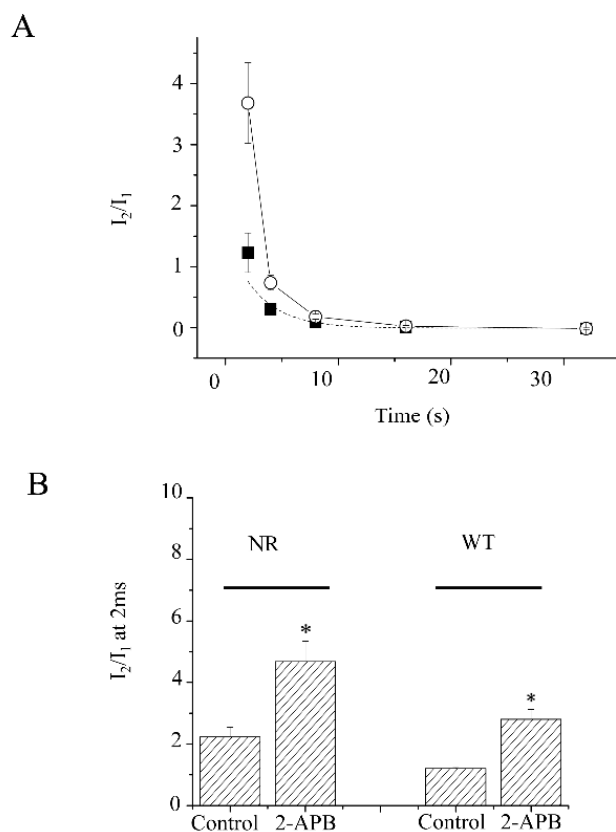 A
4
3
I₂/I₁
2
1
0
0 10 20 30
Time (s)
B
10
NR WT
8
I₂/I₁ at 2ms
6
*
4
*
2
0
Control 2-APB Control 2-APB